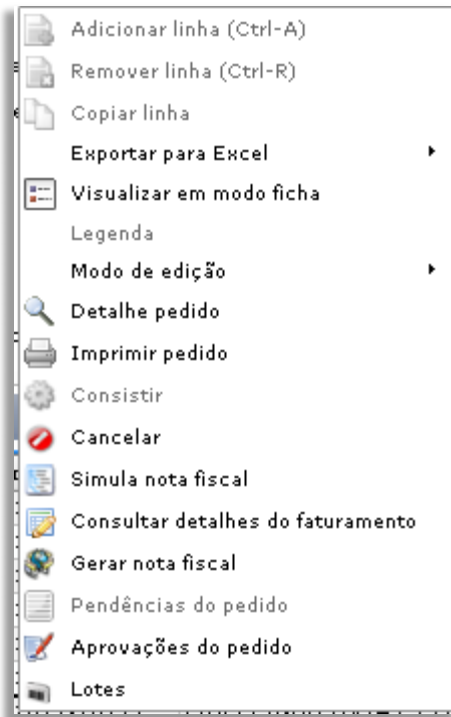 Adicionar linha (Ctrl-A)
Remover linha (Ctrl-R)
Copiar linha
Exportar para Excel
Visualizar em modo ficha
Legenda
Modo de edição
Detalhe pedido
Imprimir pedido
Consistir
Cancelar
Simula nota fiscal
Consultar detalhes do faturamento
Gerar nota fiscal
Pendências do pedido
Aprovações do pedido
Lotes